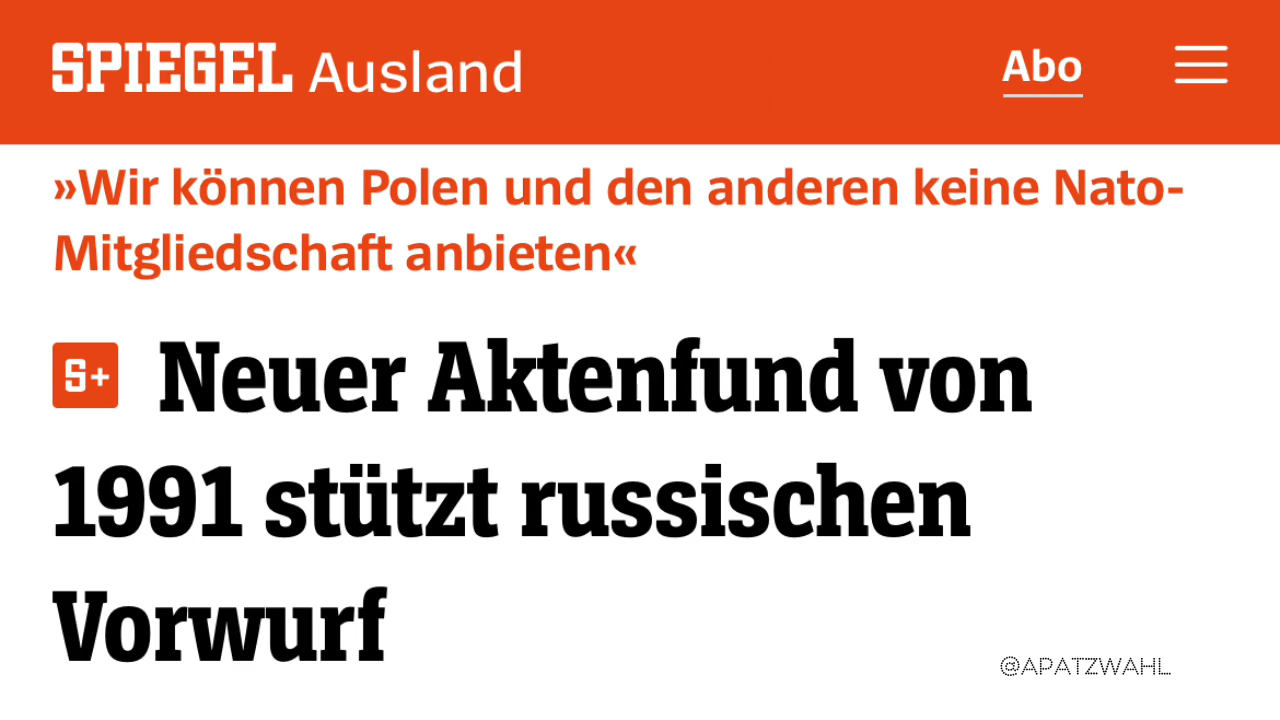 SPIEGEL Ausland
Abo
»Wir können Polen und den anderen keine Nato-
Mitgliedschaft anbieten«
S+ Neuer Aktenfund von
1991 stützt russischen
Vorwurf
@APATZWAHL